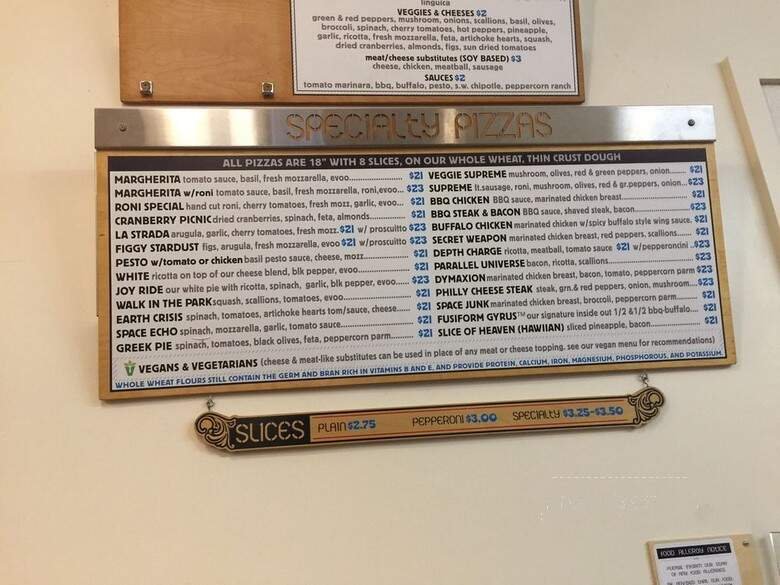 linguica
VEGGIES & CHEESES $2
green & red peppers, mushroom, onions, scallions, basil, olives,
broccoli, spinach, cherry tomatoes, hot peppers, pineapple,
garlic, ricotta, fresh mozzarella, feta, artichoke hearts, squash,
dried cranberries, almonds, figs, sun dried tomatoes
meat/cheese substitutes (SOY BASED) $3
cheese, chicken, meatball, sausage
SAUCES $2
tomato marinara, bbq, buffalo, pesto, s.w. chipotle, peppercorn ranch
SPECIALTY PIZZAS
ALL PIZZAS ARE 18" WITH 8 SLICES, ON OUR WHOLE WHEAT, THIN CRUST DOUGH
MARGHERITA tomato sauce, basil, fresh mozzarella, evoo... $21
MARGHERITA w/roni tomato sauce, basil, fresh mozzarella, roni,evoo... $23
RONI SPECIAL hand cut roni, cherry tomatoes, fresh mozz, garlic, evoo... $21
CRANBERRY PICNIC dried cranberries, spinach, feta, almonds... $21
LA STRADA arugula, garlic, cherry tomatoes, fresh mozz. $21 w/ prosciutto $23
FIGGY STARDUST figs, arugula, fresh mozzarella, evoo $21 w/prosciutto $23
PESTO w/tomato or chicken basil pesto sauce, cheese, mozz... $21
WHITE ricotta on top of our cheese blend, blk pepper, evoo... $21
JOY RIDE our white pie with ricotta, spinach, garlic, blk pepper, evoo... $23
WALK IN THE PARK squash, scallions, tomatoes, evoo... $21
EARTH CRISIS spinach, tomatoes, artichoke hearts tom/sauce, cheese... $21
SPACE ECHO spinach, mozzarella, garlic, tomato sauce... $21
GREEK PIE spinach, tomatoes, black olives, feta, peppercorn parm... $21
VEGGIE SUPREME mushroom, olives, red & green peppers, onion... $21
SUPREME It.sausage, roni, mushroom, olives, red & gr.peppers, onion... $23
BBQ CHICKEN BBQ sauce, marinated chicken breast... $21
BBQ STEAK & BACON BBQ sauce, shaved steak, bacon... $23
BUFFALO CHICKEN marinated chicken w/spicy buffalo style wing sauce. $21
SECRET WEAPON marinated chicken breast, red peppers, scallions... $21
DEPTH CHARGE ricotta, meatball, tomato sauce $21 w/pepperoncini ..$23
PARALLEL UNIVERSE bacon, ricotta, scallions... $21
DYMAXION marinated chicken breast, bacon, tomato, peppercorn parm $23
PHILLY CHEESE STEAK steak, grn.& red peppers, onion, mushroom... $23
SPACE JUNK marinated chicken breast, broccoli, peppercorn parm... $21
FUSIFORM GYRUS™ our signature inside out 1/2 &1/2 bbq-buffalo... $21
SLICE OF HEAVEN (HAWIIAN) sliced pineapple, bacon... $21
VEGANS & VEGETARIANS (cheese & meat-like substitutes can be used in place of any meat or cheese topping. see our vegan menu for recommendations)
WHOLE WHEAT FLOURS STILL CONTAIN THE GERM AND BRAN RICH IN VITAMINS B AND E, AND PROVIDE PROTEIN, CALCIUM, IRON, MAGNESIUM, PHOSPHOROUS, AND POTASSIUM.
SLICES PLAIN $2.75 PEPPERONI $3.00 SPECIALTY $3.25-$3.50
FOOD ALLERGY NOTICE